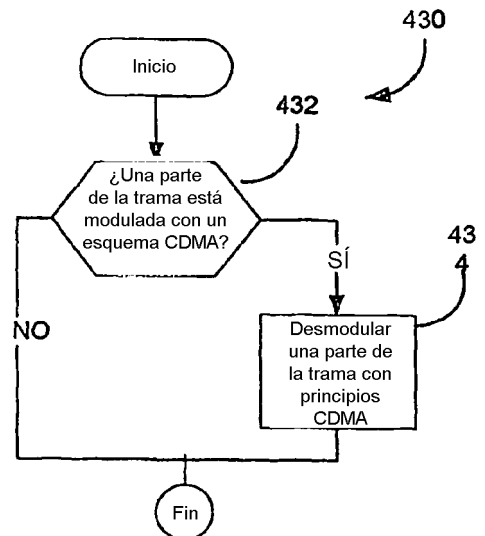 430
Inicio
432
¿Una parte
de la trama está
modulada con un
esquema CDMA?
43
4
SÍ
NO
Desmodular
una parte de
la trama con
principios
CDMA
Fin